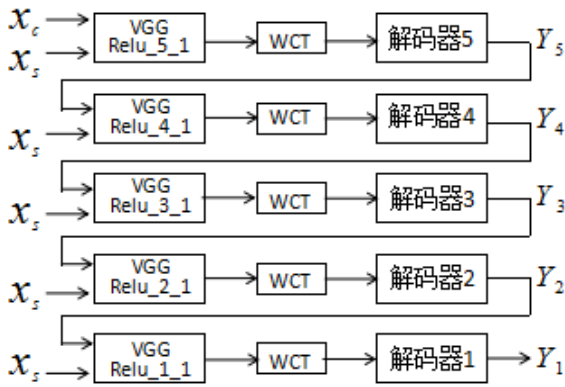 x_c
VGG
Relu_5_1
WCT
解码器5
Y_5
x_s
VGG
Relu_4_1
WCT
解码器4
Y_4
x_s
VGG
Relu_3_1
WCT
解码器3
Y_3
x_s
VGG
Relu_2_1
WCT
解码器2
Y_2
x_s
VGG
Relu_1_1
WCT
解码器1
Y_1
x_s